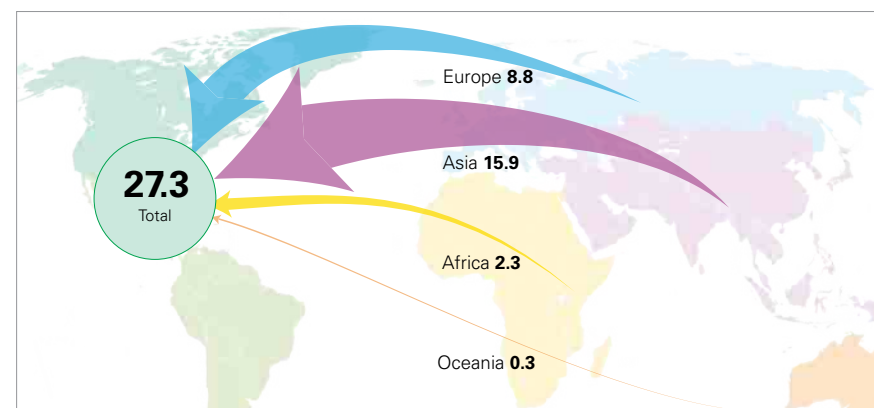 Europe 8.8
Asia 15.9
27.3
Total
Africa 2.3
Oceania 0.3